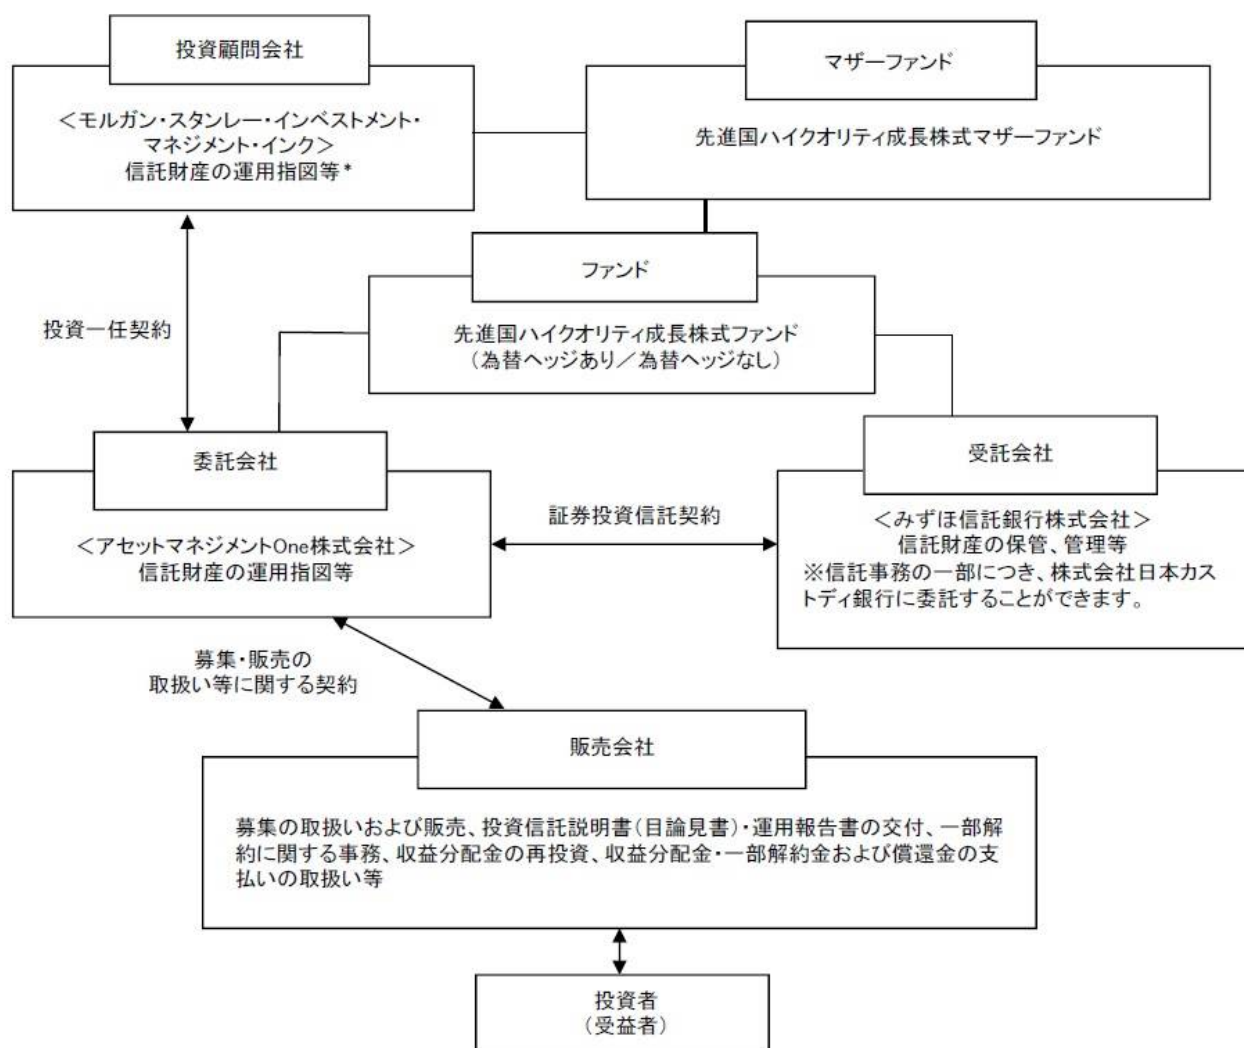 投資顧問会社
<モルガン・スタンレー・インベストメント・
マネジメント・インク>
信託財産の運用指図等*
マザーファンド
先進国ハイクオリティ成長株式マザーファンド
ファンド
先進国ハイクオリティ成長株式ファンド
(為替ヘッジあり/為替ヘッジなし)
投資一任契約
委託会社
<アセットマネジメントOne株式会社>
信託財産の運用指図等
証券投資信託契約
受託会社
<みずほ信託銀行株式会社>
信託財産の保管、管理等
※信託事務の一部につき、株式会社日本カス
トディ銀行に委託することができます。
募集・販売の
取扱い等に関する契約
販売会社
募集の取扱いおよび販売、投資信託説明書(目論見書)・運用報告書の交付、一部解
約に関する事務、収益分配金の再投資、収益分配金・一部解約金および償還金の支
払いの取扱い等
投資者
(受益者)